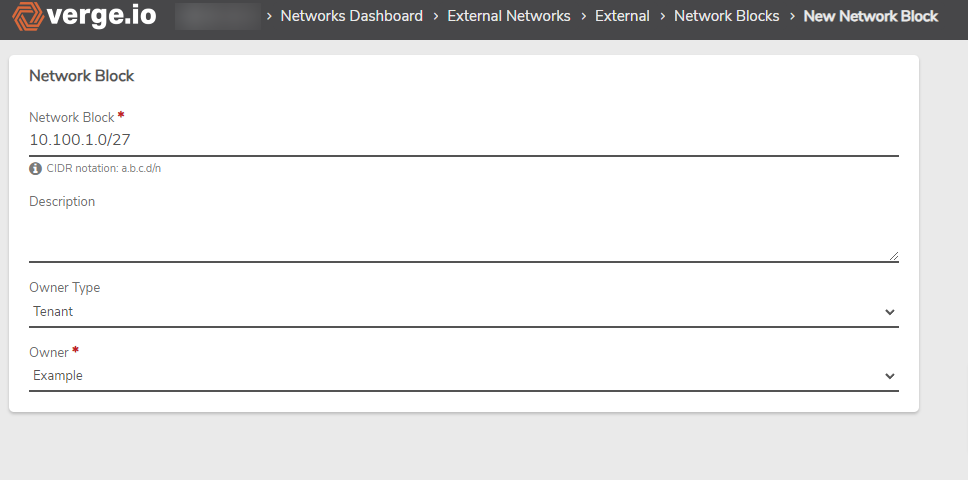 verge.io > Networks Dashboard > External Networks > External > Network Blocks > New Network Block
Network Block
Network Block *
10.100.1.0/27
CIDR notation: a.b.c.d/n
Description
Owner Type
Tenant
Owner *
Example